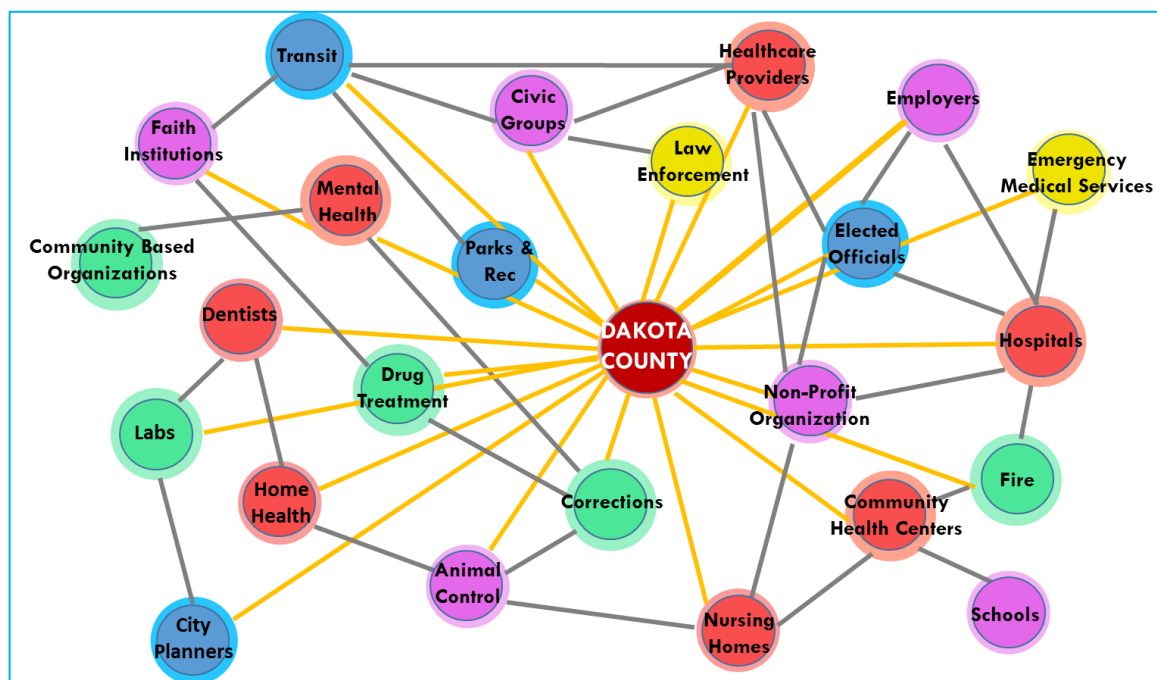 Transit
Healthcare
Providers
Civic
Groups
Employers
Faith
Institutions
Law
Enforcement
Emergency
Medical Services
Mental
Health
Community Based
Organizations
Parks &
Rec
Elected
Officials
Dentists
DAKOTA
COUNTY
Hospitals
Drug
Treatment
Non-Profit
Organization
Labs
Home
Health
Corrections
Community
Health Centers
Fire
Animal
Control
City
Planners
Nursing
Homes
Schools